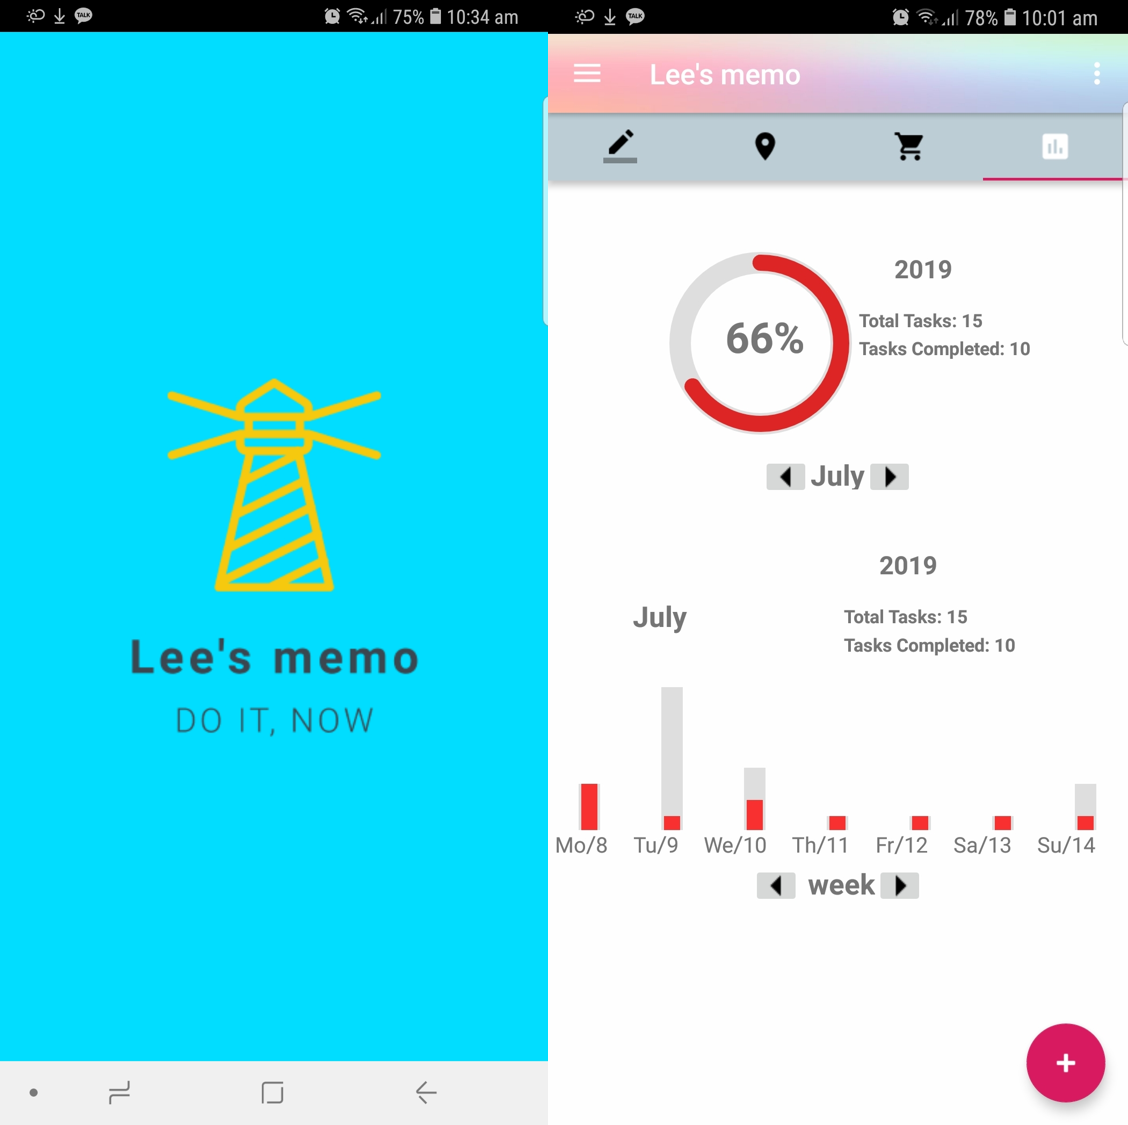 TALK 75% 10:34 am
Lee's memo
DO IT, NOW
TALK 78% 10:01 am
Lee's memo
2019
66%
Total Tasks: 15
Tasks Completed: 10
July
2019
July
Total Tasks: 15
Tasks Completed: 10
Mo/8 Tu/9 We/10 Th/11 Fr/12 Sa/13 Su/14
week